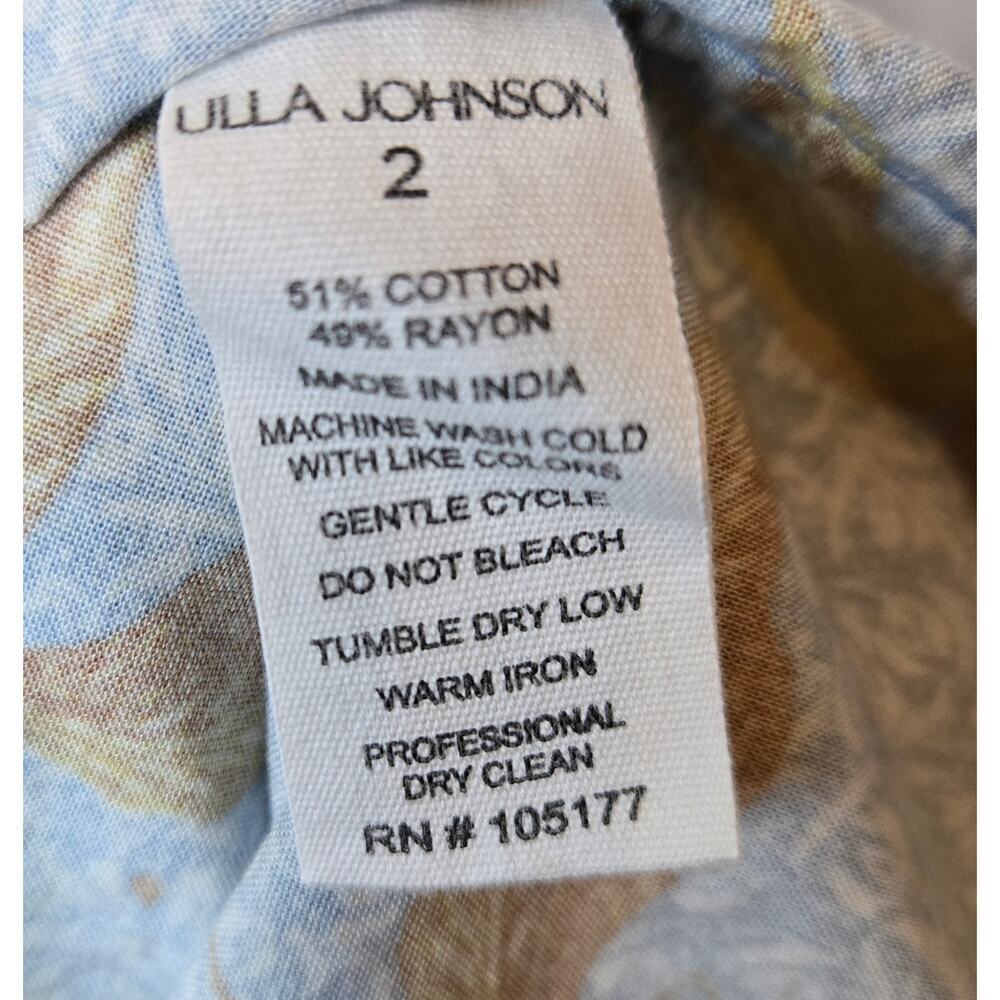 ULLA JOHNSON
2
51% COTTON
49% RAYON
MADE IN INDIA
MACHINE WASH COLD
WITH LIKE COLORS
GENTLE CYCLE
DO NOT BLEACH
TUMBLE DRY LOW
WARM IRON
PROFESSIONAL
DRY CLEAN
RN # 105177